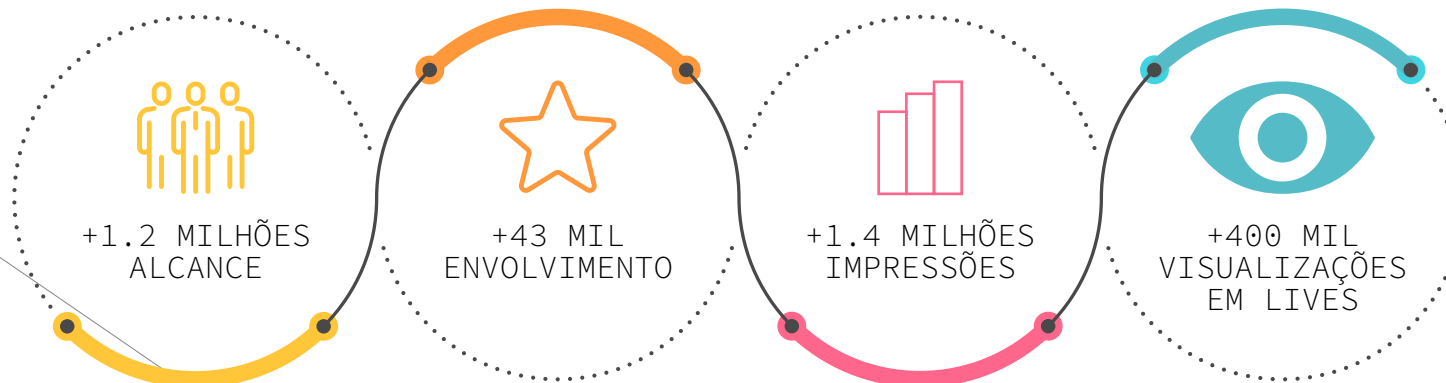 +1.2 MILHÕES
ALCANCE
+43 MIL
ENVOLVIMENTO
+1.4 MILHÕES
IMPRESSÕES
+400 MIL
VISUALIZAÇÕES
EM LIVES